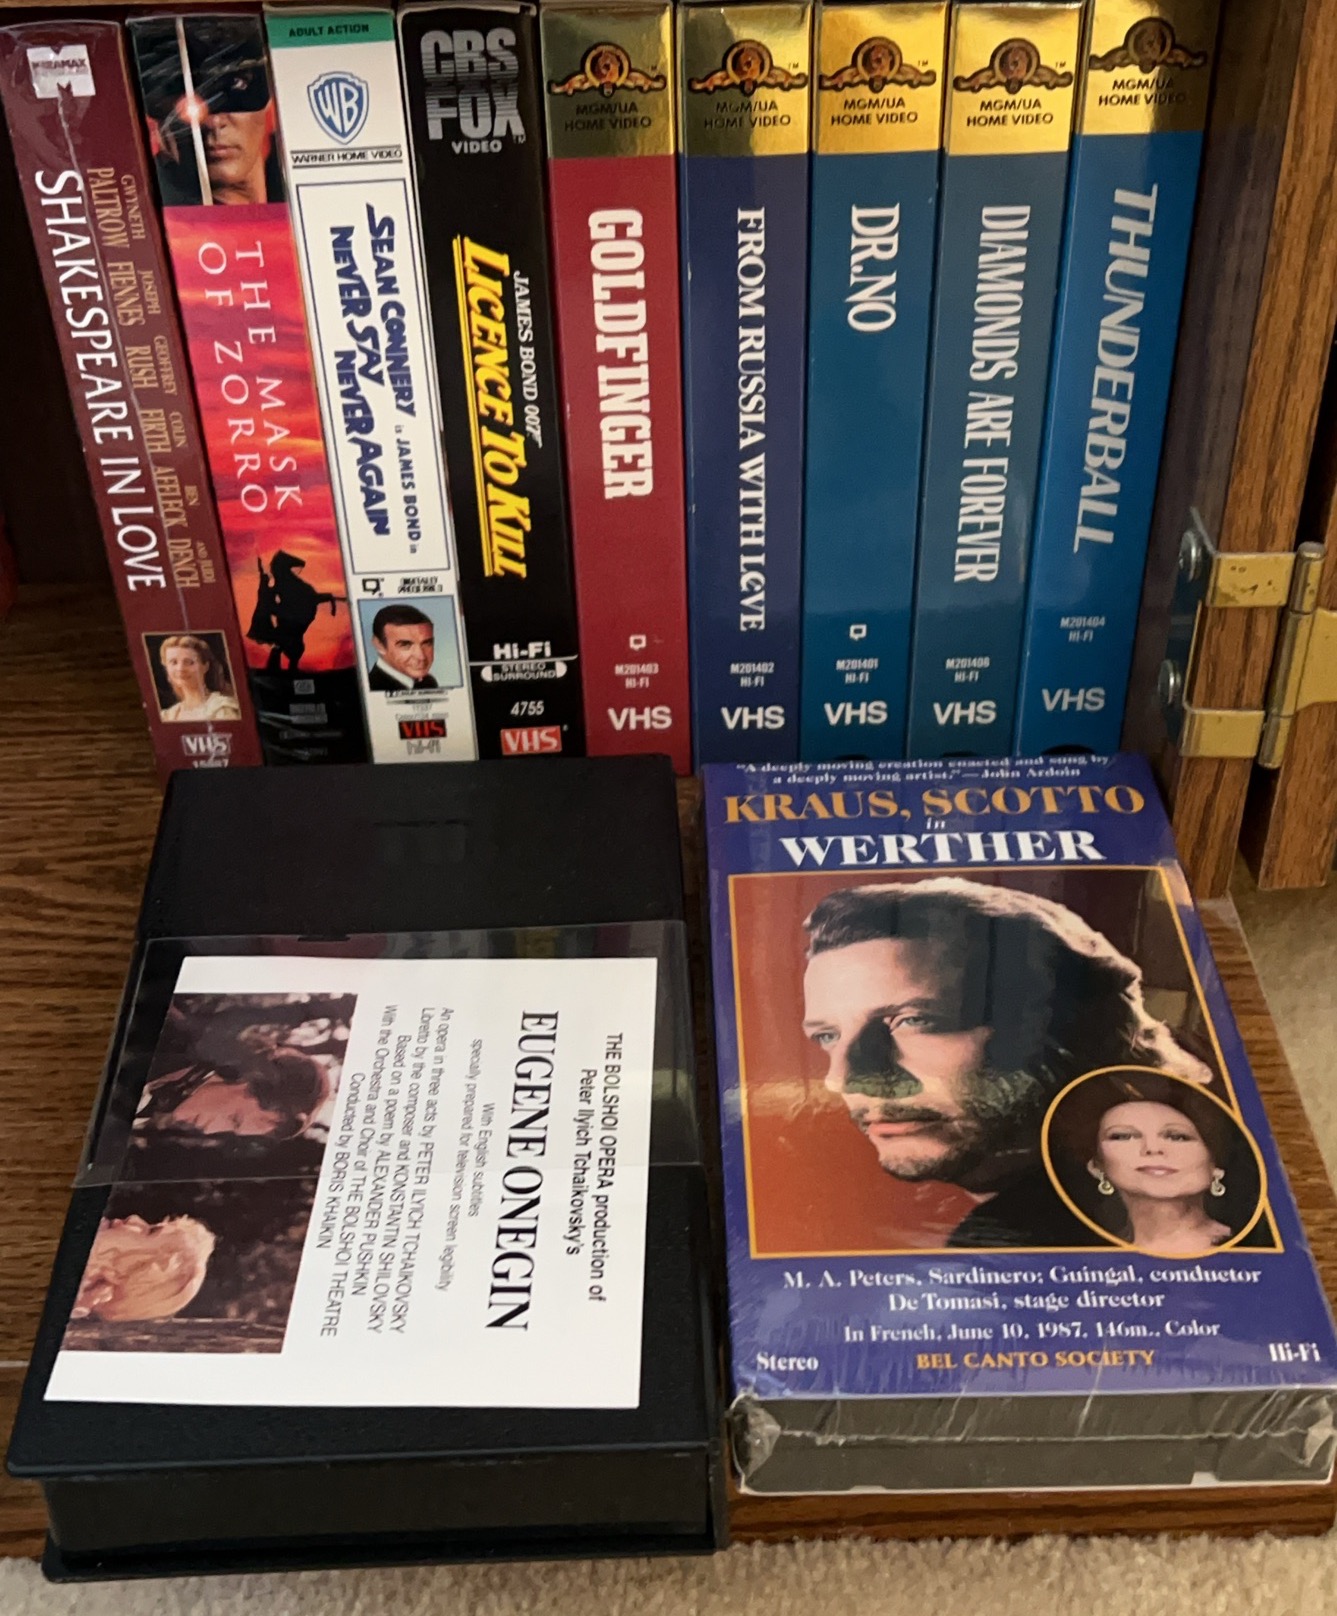 MIRAMAX
GWYNETH JOSEPH GEOFFREY COLIN BEN AND JUDI
PALTROW FIENNES RUSH FIRTH AFFLECK DENCH
SHAKESPEARE IN LOVE
VHS
THE MASK
OF ZORRO
ADULT ACTION
WB
WARNER HOME VIDEO
SEAN CONNERY is JAMES BOND in
NEVER SAY NEVER AGAIN
VHS
hi-fi
CBS
FOX
VIDEO
JAMES BOND 007
LICENCE TO KILL
Hi-Fi
STEREO
SURROUND
4755
VHS
MGM/UA
HOME VIDEO
GOLDFINGER
M201403
HI-FI
VHS
MGM/UA
HOME VIDEO
FROM RUSSIA WITH LOVE
M201402
HI-FI
VHS
MGM/UA
HOME VIDEO
DR.NO
M201401
HI-FI
VHS
MGM/UA
HOME VIDEO
DIAMONDS ARE FOREVER
M201406
HI-FI
VHS
MGM/UA
HOME VIDEO
THUNDERBALL
M201404
HI-FI
VHS
THE BOLSHOI OPERA production of
Peter Ilyich Tchaikovsky's
EUGENE ONEGIN
With English subtitles
specially prepared for television screen legibility
An opera in three acts by PETER ILYICH TCHAIKOVSKY
Libretto by the composer and KONSTANTIN SHILOVSKY
Based on a poem by ALEXANDER PUSHKIN
With the Orchestra and Choir of THE BOLSHOI THEATRE
Conducted by BORIS KHAIKIN
"A deeply moving creation enacted and sung by
a deeply moving artist."—John Ardoin
KRAUS, SCOTTO
in
WERTHER
M. A. Peters, Sardinero; Guingal, conductor
De Tomasi, stage director
In French, June 10, 1987, 146m., Color
Stereo BEL CANTO SOCIETY Hi-Fi